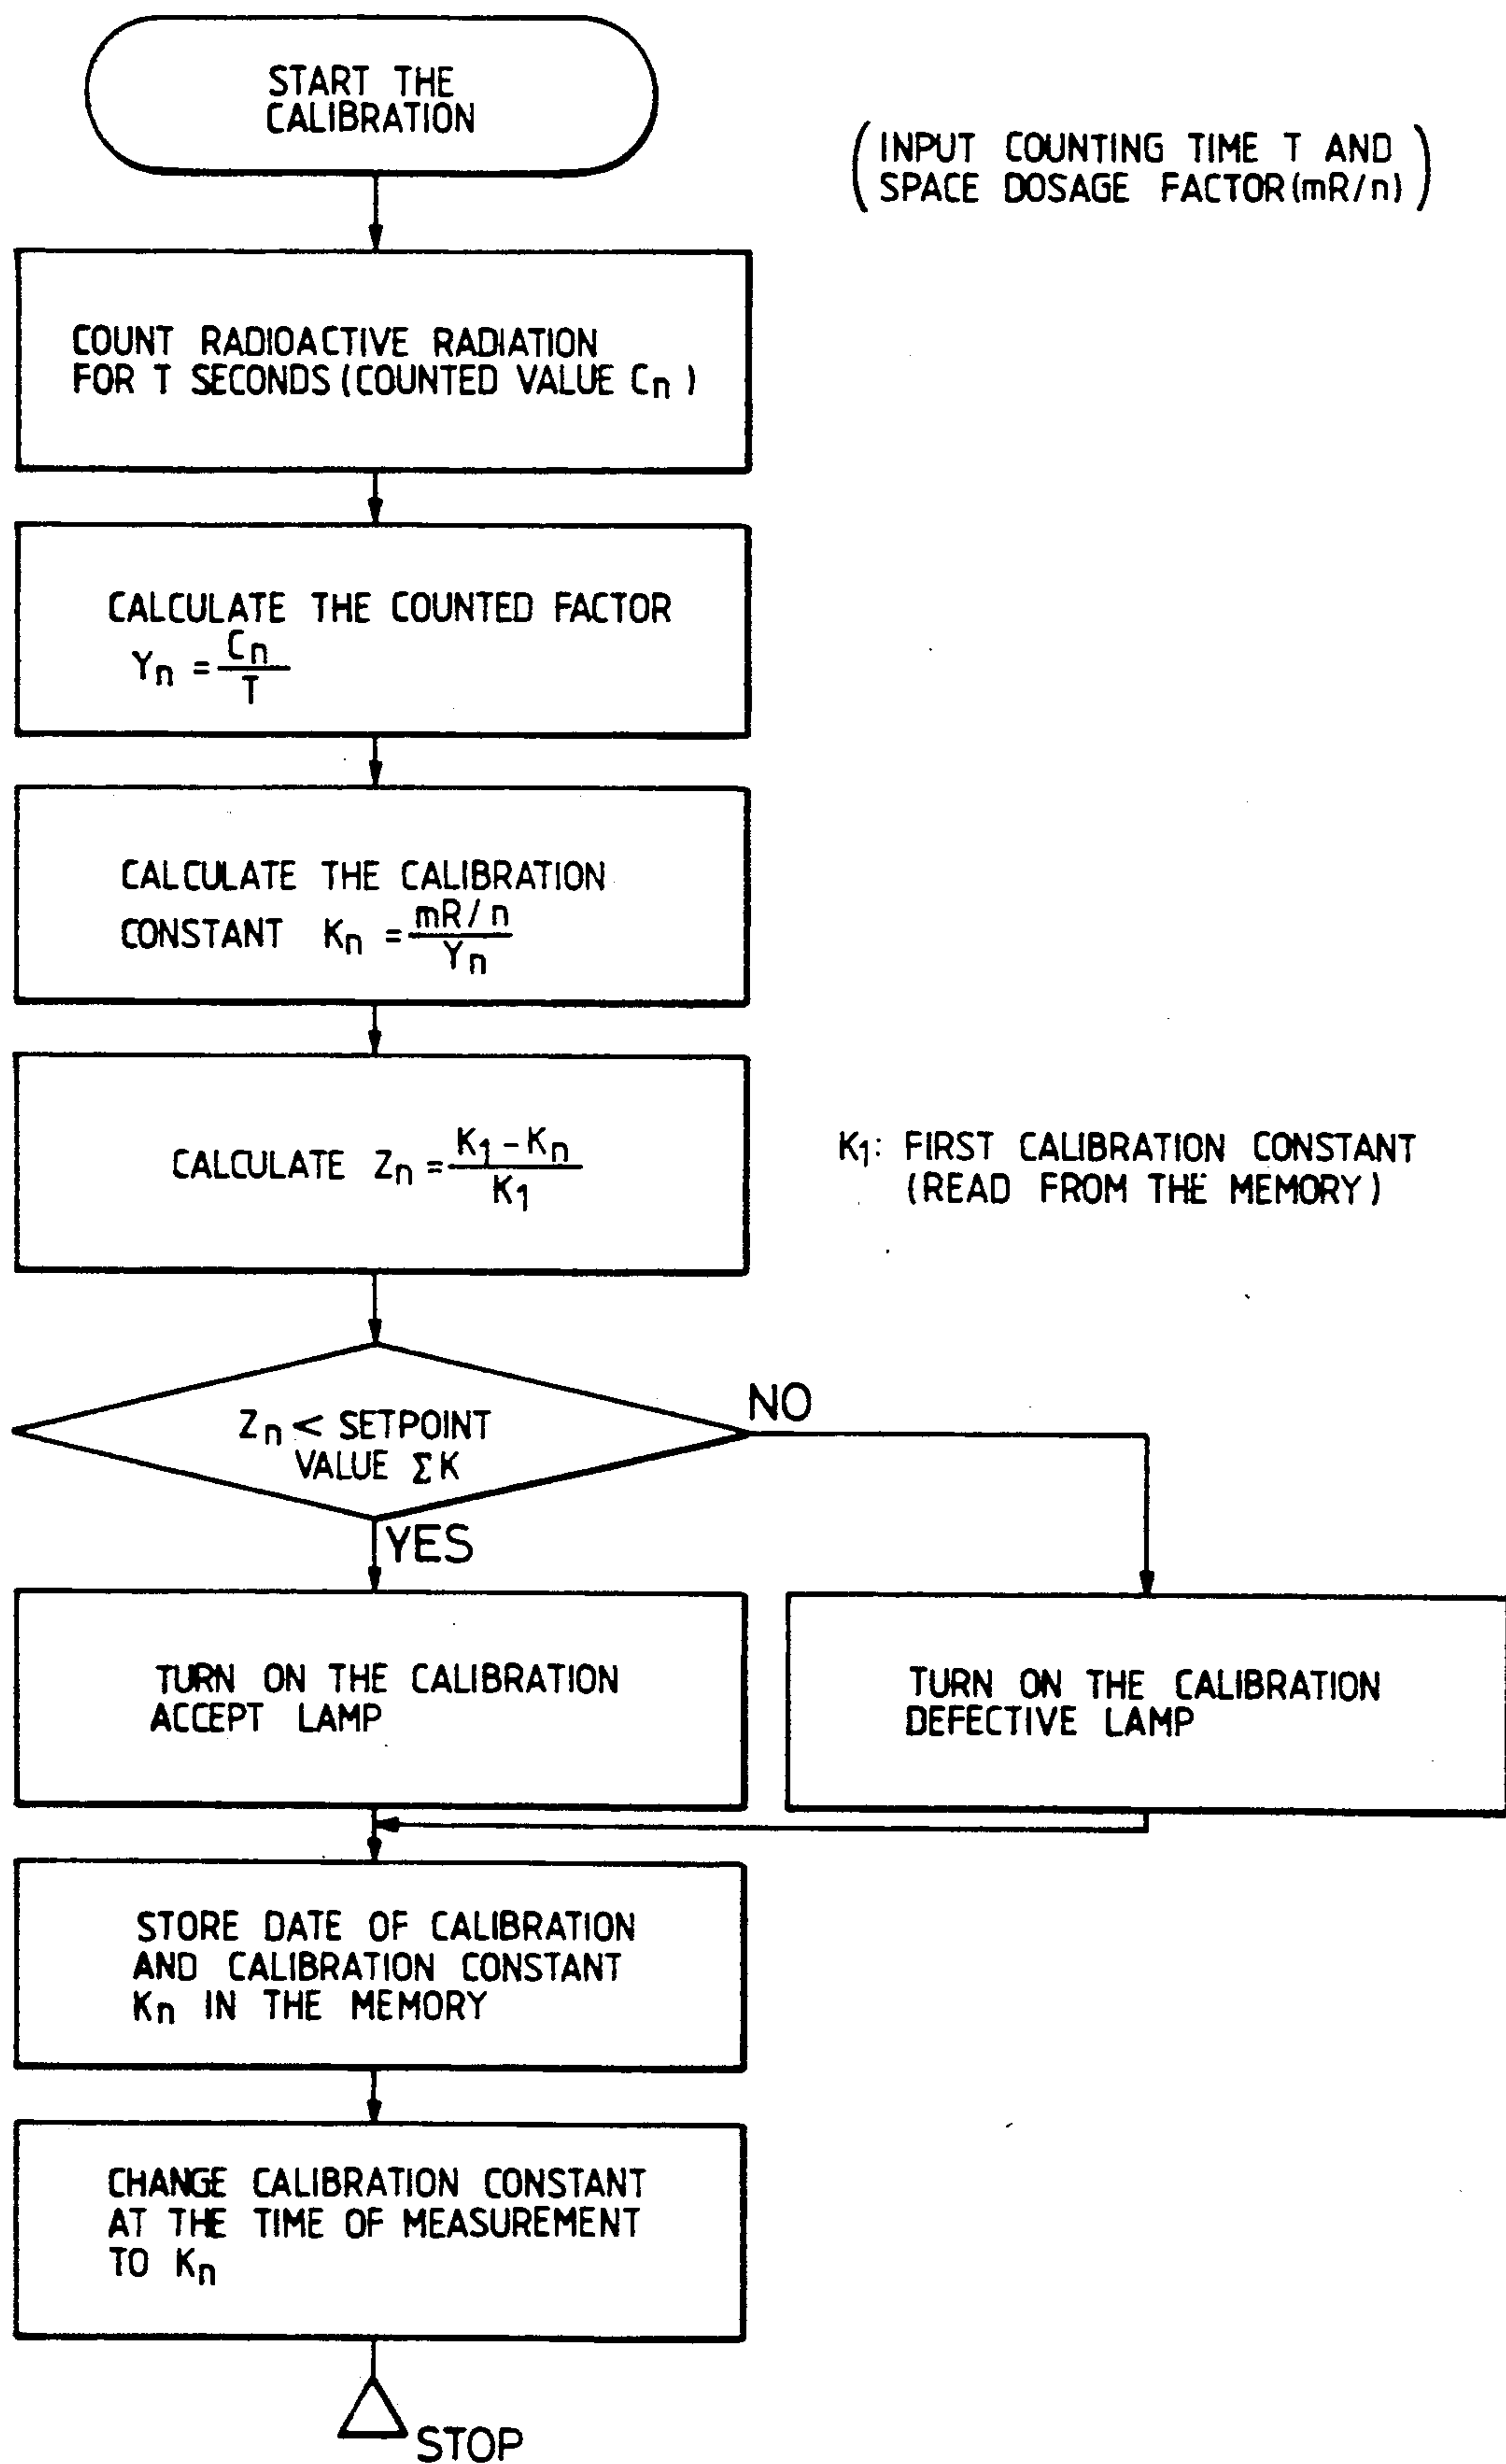 START THE
CALIBRATION
(INPUT COUNTING TIME T AND
SPACE DOSAGE FACTOR(mR/n))
COUNT RADIOACTIVE RADIATION
FOR T SECONDS (COUNTED VALUE Cn)
CALCULATE THE COUNTED FACTOR
Yn = Cn/T
CALCULATE THE CALIBRATION
CONSTANT Kn = mR/n / Yn
CALCULATE Zn = K1-Kn / K1
K1: FIRST CALIBRATION CONSTANT
(READ FROM THE MEMORY)
Zn < SETPOINT
VALUE ΣK
NO
YES
TURN ON THE CALIBRATION
ACCEPT LAMP
TURN ON THE CALIBRATION
DEFECTIVE LAMP
STORE DATE OF CALIBRATION
AND CALIBRATION CONSTANT
Kn IN THE MEMORY
CHANGE CALIBRATION CONSTANT
AT THE TIME OF MEASUREMENT
TO Kn
STOP